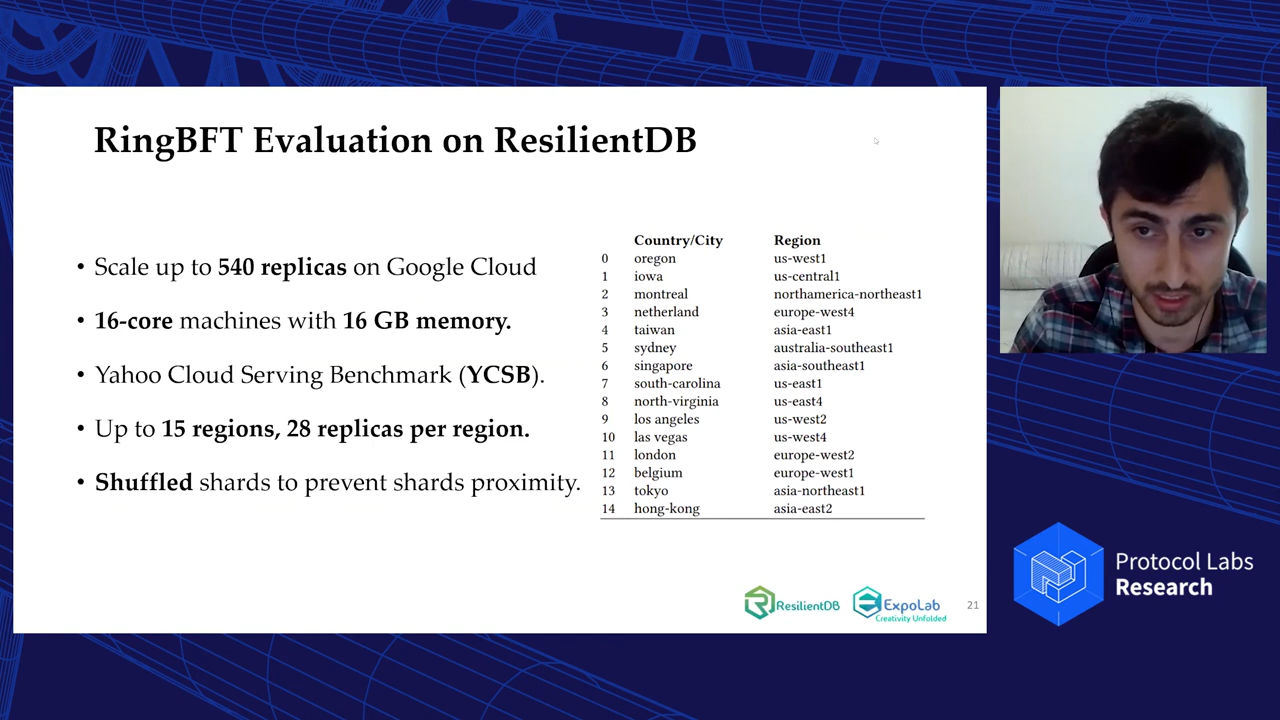 RingBFT Evaluation on ResilientDB
• Scale up to 540 replicas on Google Cloud
• 16-core machines with 16 GB memory.
• Yahoo Cloud Serving Benchmark (YCSB).
• Up to 15 regions, 28 replicas per region.
• Shuffled shards to prevent shards proximity.
Country/City Region
0 oregon us-west1
1 iowa us-central1
2 montreal northamerica-northeast1
3 netherland europe-west4
4 taiwan asia-east1
5 sydney australia-southeast1
6 singapore asia-southeast1
7 south-carolina us-east1
8 north-virginia us-east4
9 los angeles us-west2
10 las vegas us-west4
11 london europe-west2
12 belgium europe-west1
13 tokyo asia-northeast1
14 hong-kong asia-east2
ResilientDB
ExpoLab
Creativity Unfolded
21
Protocol Labs
Research